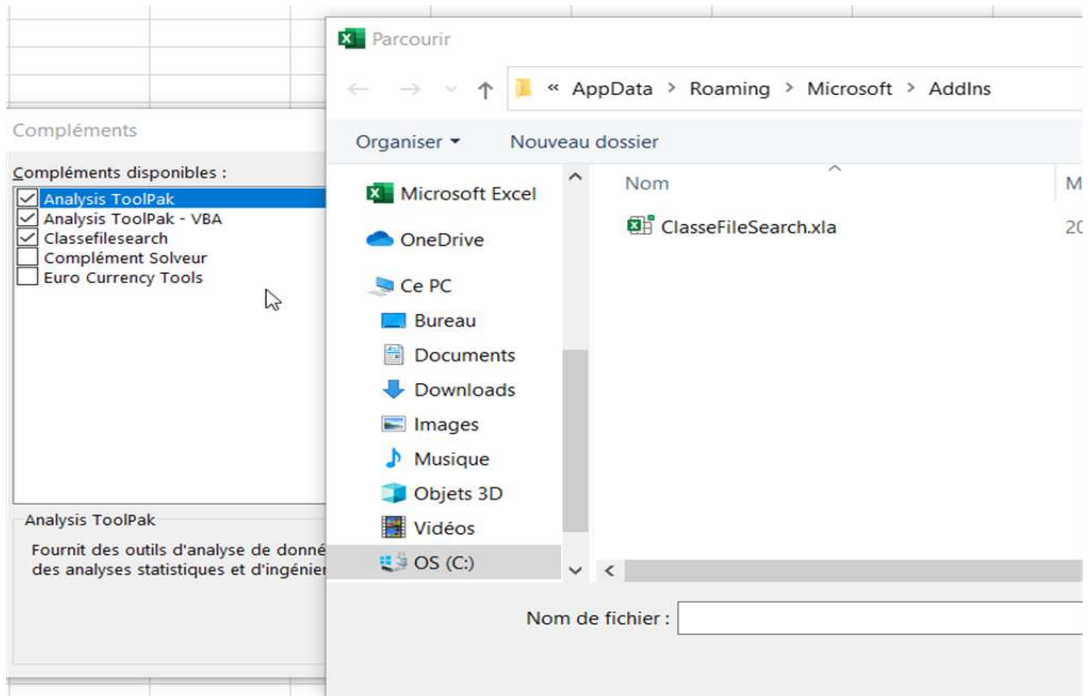 Parcourir
« AppData > Roaming > Microsoft > AddIns
Organiser
Nouveau dossier
Compléments
Compléments disponibles :
Analysis ToolPak
Analysis ToolPak - VBA
Classefilesearch
Complément Solveur
Euro Currency Tools
Analysis ToolPak
Fournit des outils d'analyse de donné
des analyses statistiques et d'ingénier
Microsoft Excel
OneDrive
Ce PC
Bureau
Documents
Downloads
Images
Musique
Objets 3D
Vidéos
OS (C:)
Nom
M
ClasseFileSearch.xla
20
Nom de fichier :